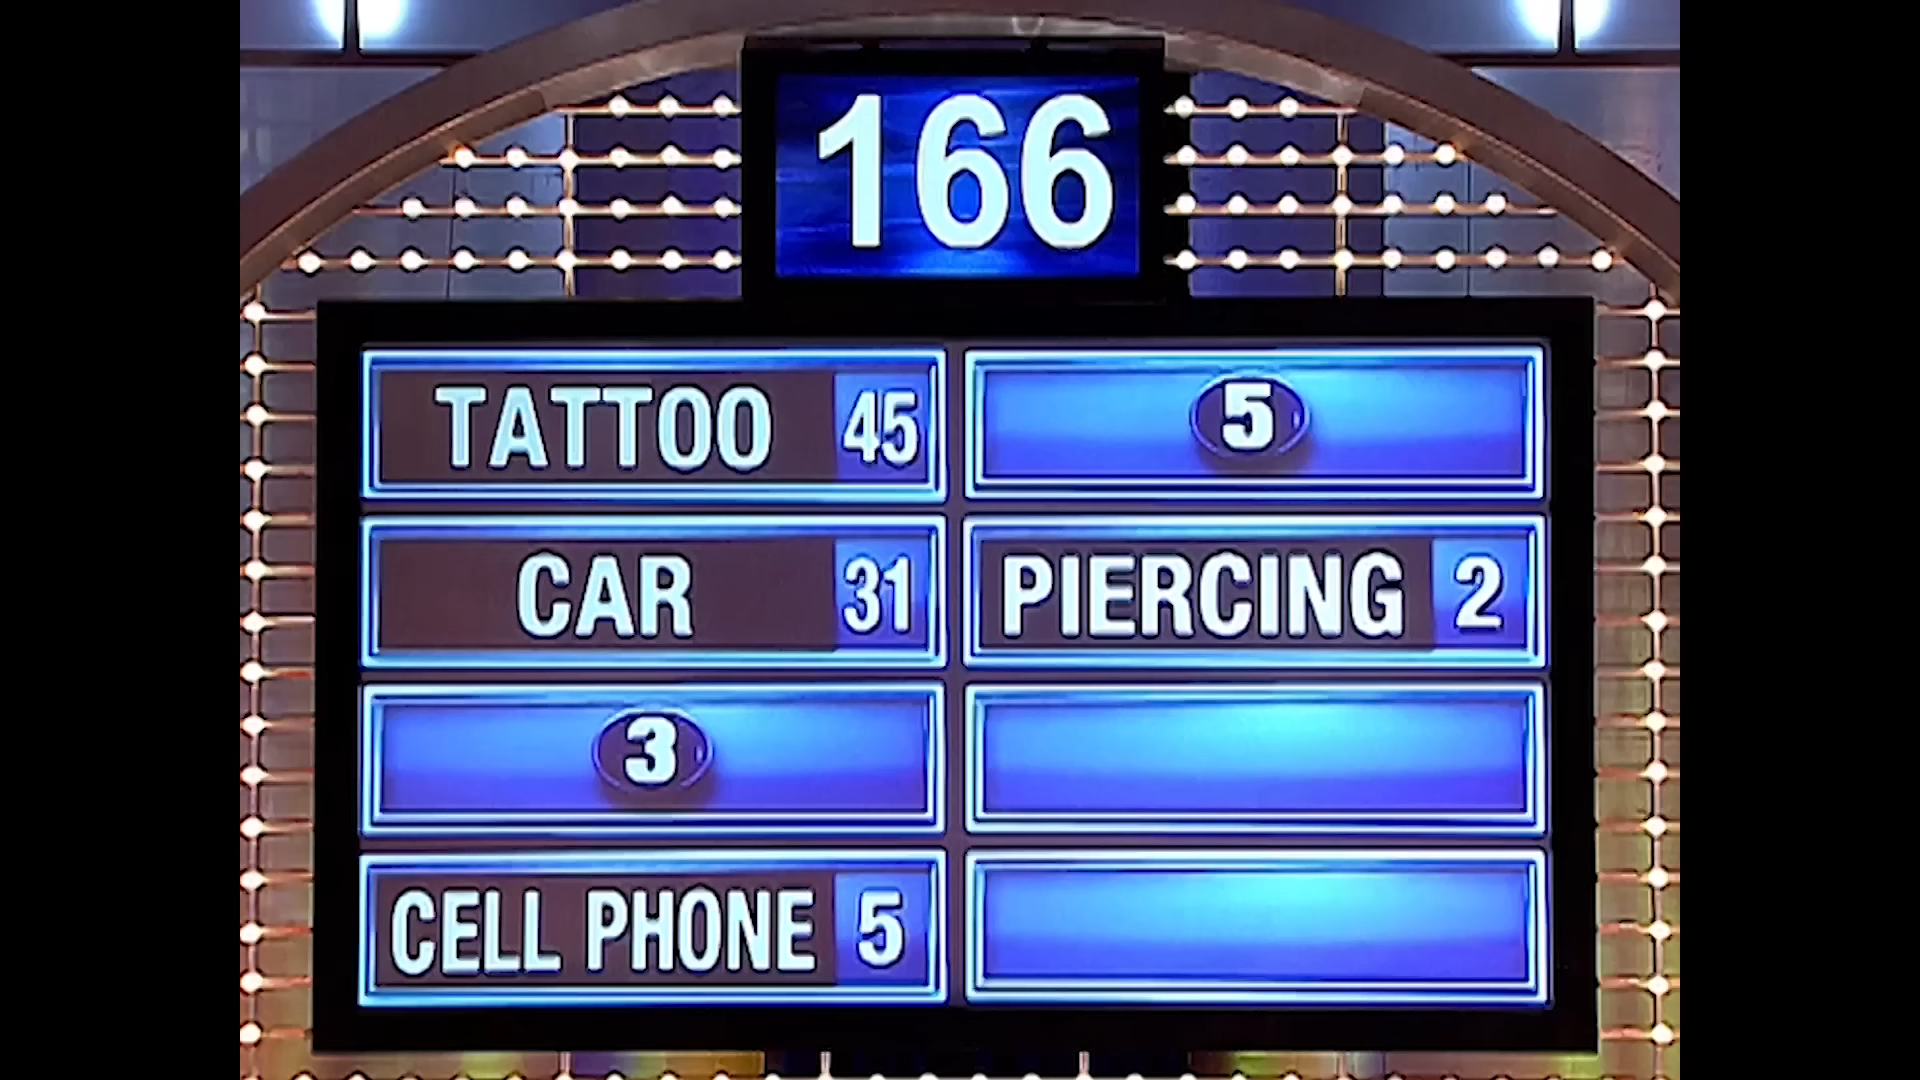 166
TATTOO 45
CAR 31
3
CELL PHONE 5
5
PIERCING 2